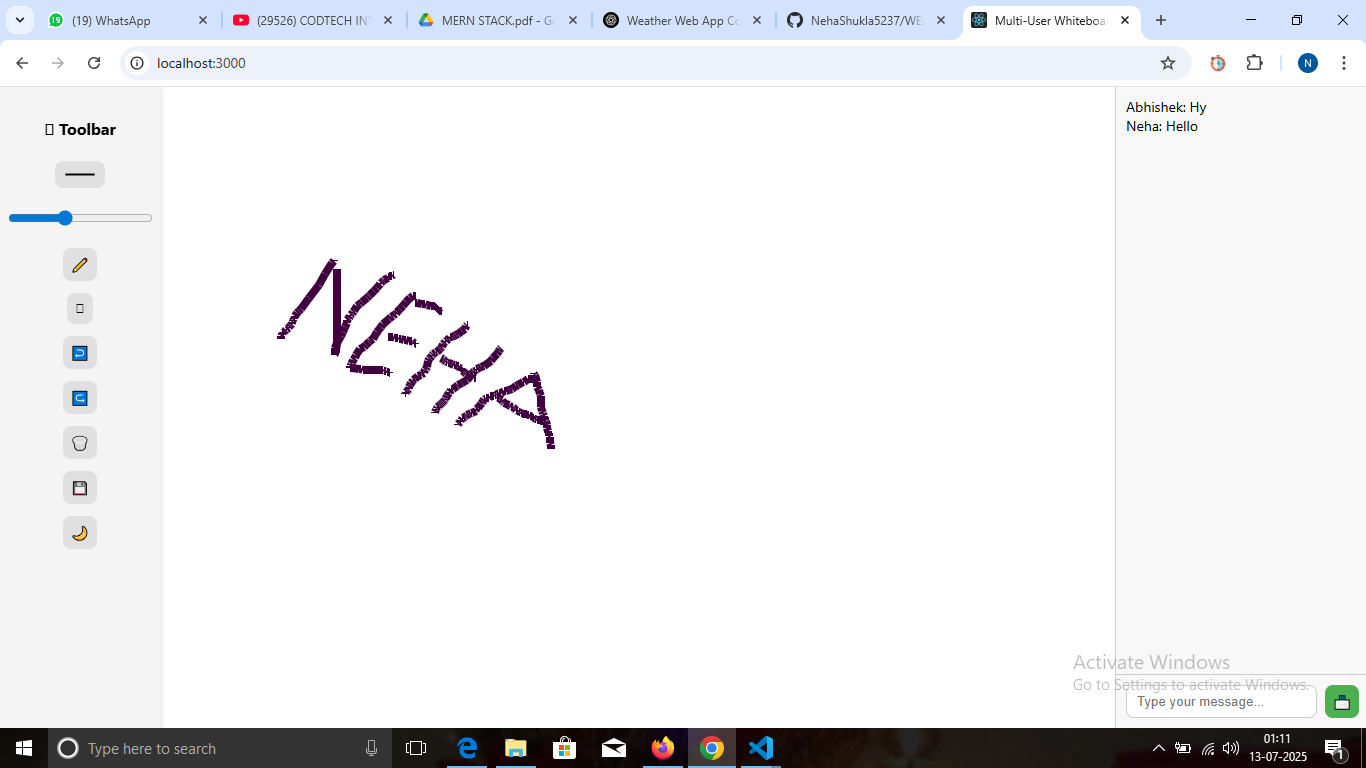 (19) WhatsApp
(29526) CODTECH INT
MERN STACK.pdf - Go
Weather Web App Co
NehaShukla5237/WEA
Multi-User Whiteboar
localhost:3000
N
Toolbar
NEHA
Abhishek: Hy
Neha: Hello
Activate Windows
Go to Settings to activate Windows.
Type your message...
Type here to search
01:11
13-07-2025
1